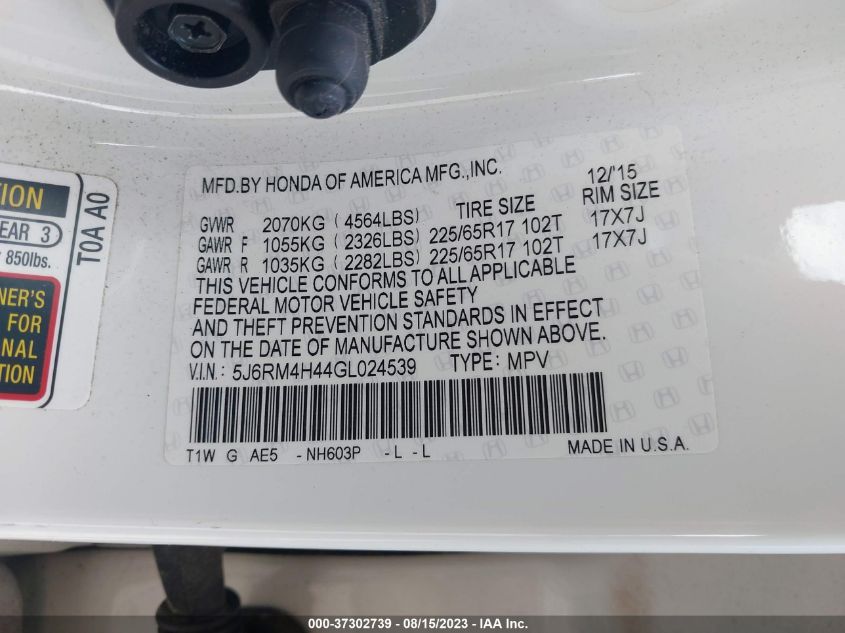 MFD.BY HONDA OF AMERICA MFG.,INC. 12/'15
TIRE SIZE RIM SIZE
GVWR 2070KG ( 4564LBS)
GAWR F 1055KG ( 2326LBS) 225/65R17 102T 17X7J
GAWR R 1035KG ( 2282LBS) 225/65R17 102T 17X7J
THIS VEHICLE CONFORMS TO ALL APPLICABLE
FEDERAL MOTOR VEHICLE SAFETY
AND THEFT PREVENTION STANDARDS IN EFFECT
ON THE DATE OF MANUFACTURE SHOWN ABOVE.
V.I.N.: 5J6RM4H44GL024539 TYPE: MPV
T1W G AE5 -NH603P -L -L MADE IN U.S.A.
TION
EAR 3)
850lbs.
NER'S
FOR
NAL
TION
T0A A0
000-37302739 - 08/15/2023 - IAA Inc.